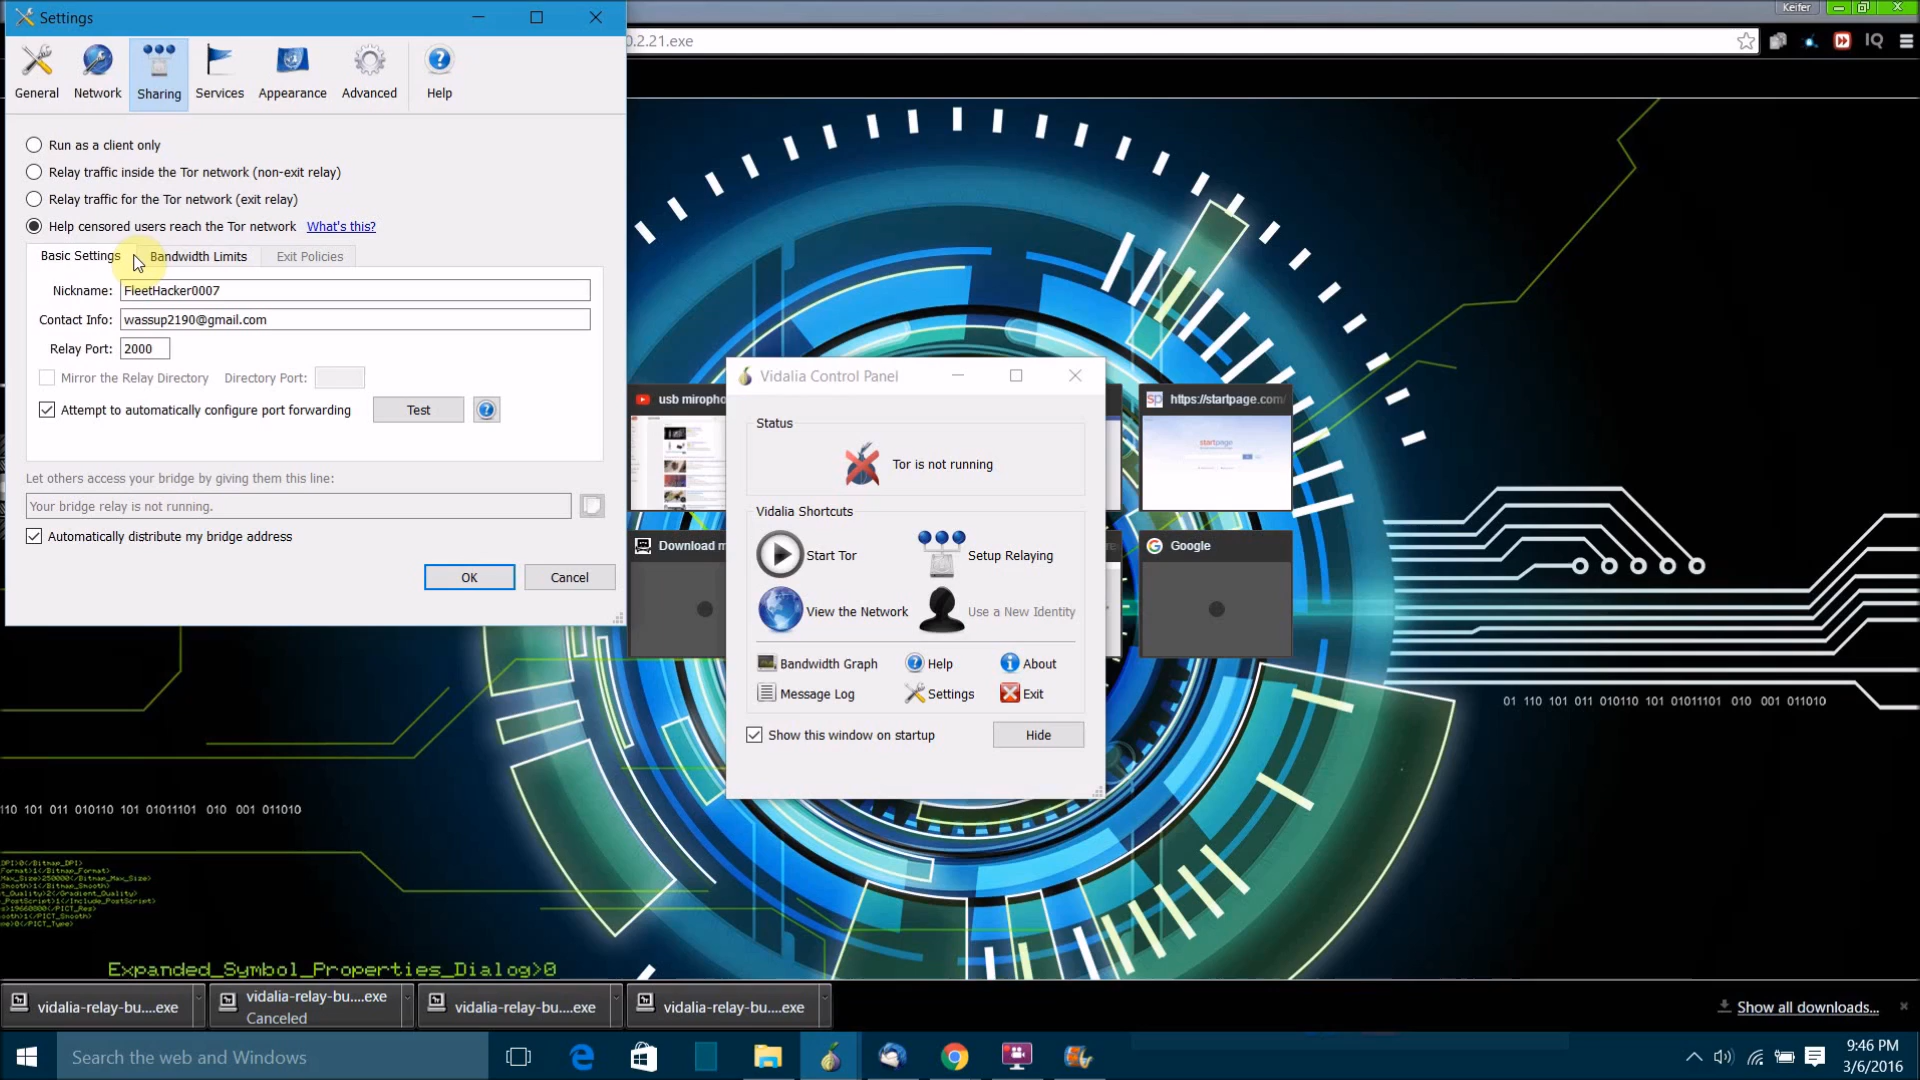 Settings
General
Network
Sharing
Services
Appearance
Advanced
Help
Run as a client only
Relay traffic inside the Tor network (non-exit relay)
Relay traffic for the Tor network (exit relay)
Help censored users reach the Tor network What's this?
Basic Settings
Bandwidth Limits
Exit Policies
Nickname: FleetHacker0007
Contact Info: wassup2190@gmail.com
Relay Port: 2000
Mirror the Relay Directory Directory Port:
Attempt to automatically configure port forwarding Test
Let others access your bridge by giving them this line:
Your bridge relay is not running.
Automatically distribute my bridge address
OK
Cancel
Keifer
0.2.21.exe
IQ
usb miropho
Download m
https://startpage.com/
startpage
Google
Vidalia Control Panel
Status
Tor is not running
Vidalia Shortcuts
Start Tor
Setup Relaying
View the Network
Use a New Identity
Bandwidth Graph
Help
About
Message Log
Settings
Exit
Show this window on startup
Hide
01 110 101 011 010110 101 01011101 010 001 011010
110 101 011 010110 101 01011101 010 001 011010
Expanded_Symbol_Properties_Dialog>0
vidalia-relay-bu....exe
vidalia-relay-bu....exe
Canceled
vidalia-relay-bu....exe
vidalia-relay-bu....exe
Show all downloads...
Search the web and Windows
9:46 PM
3/6/2016